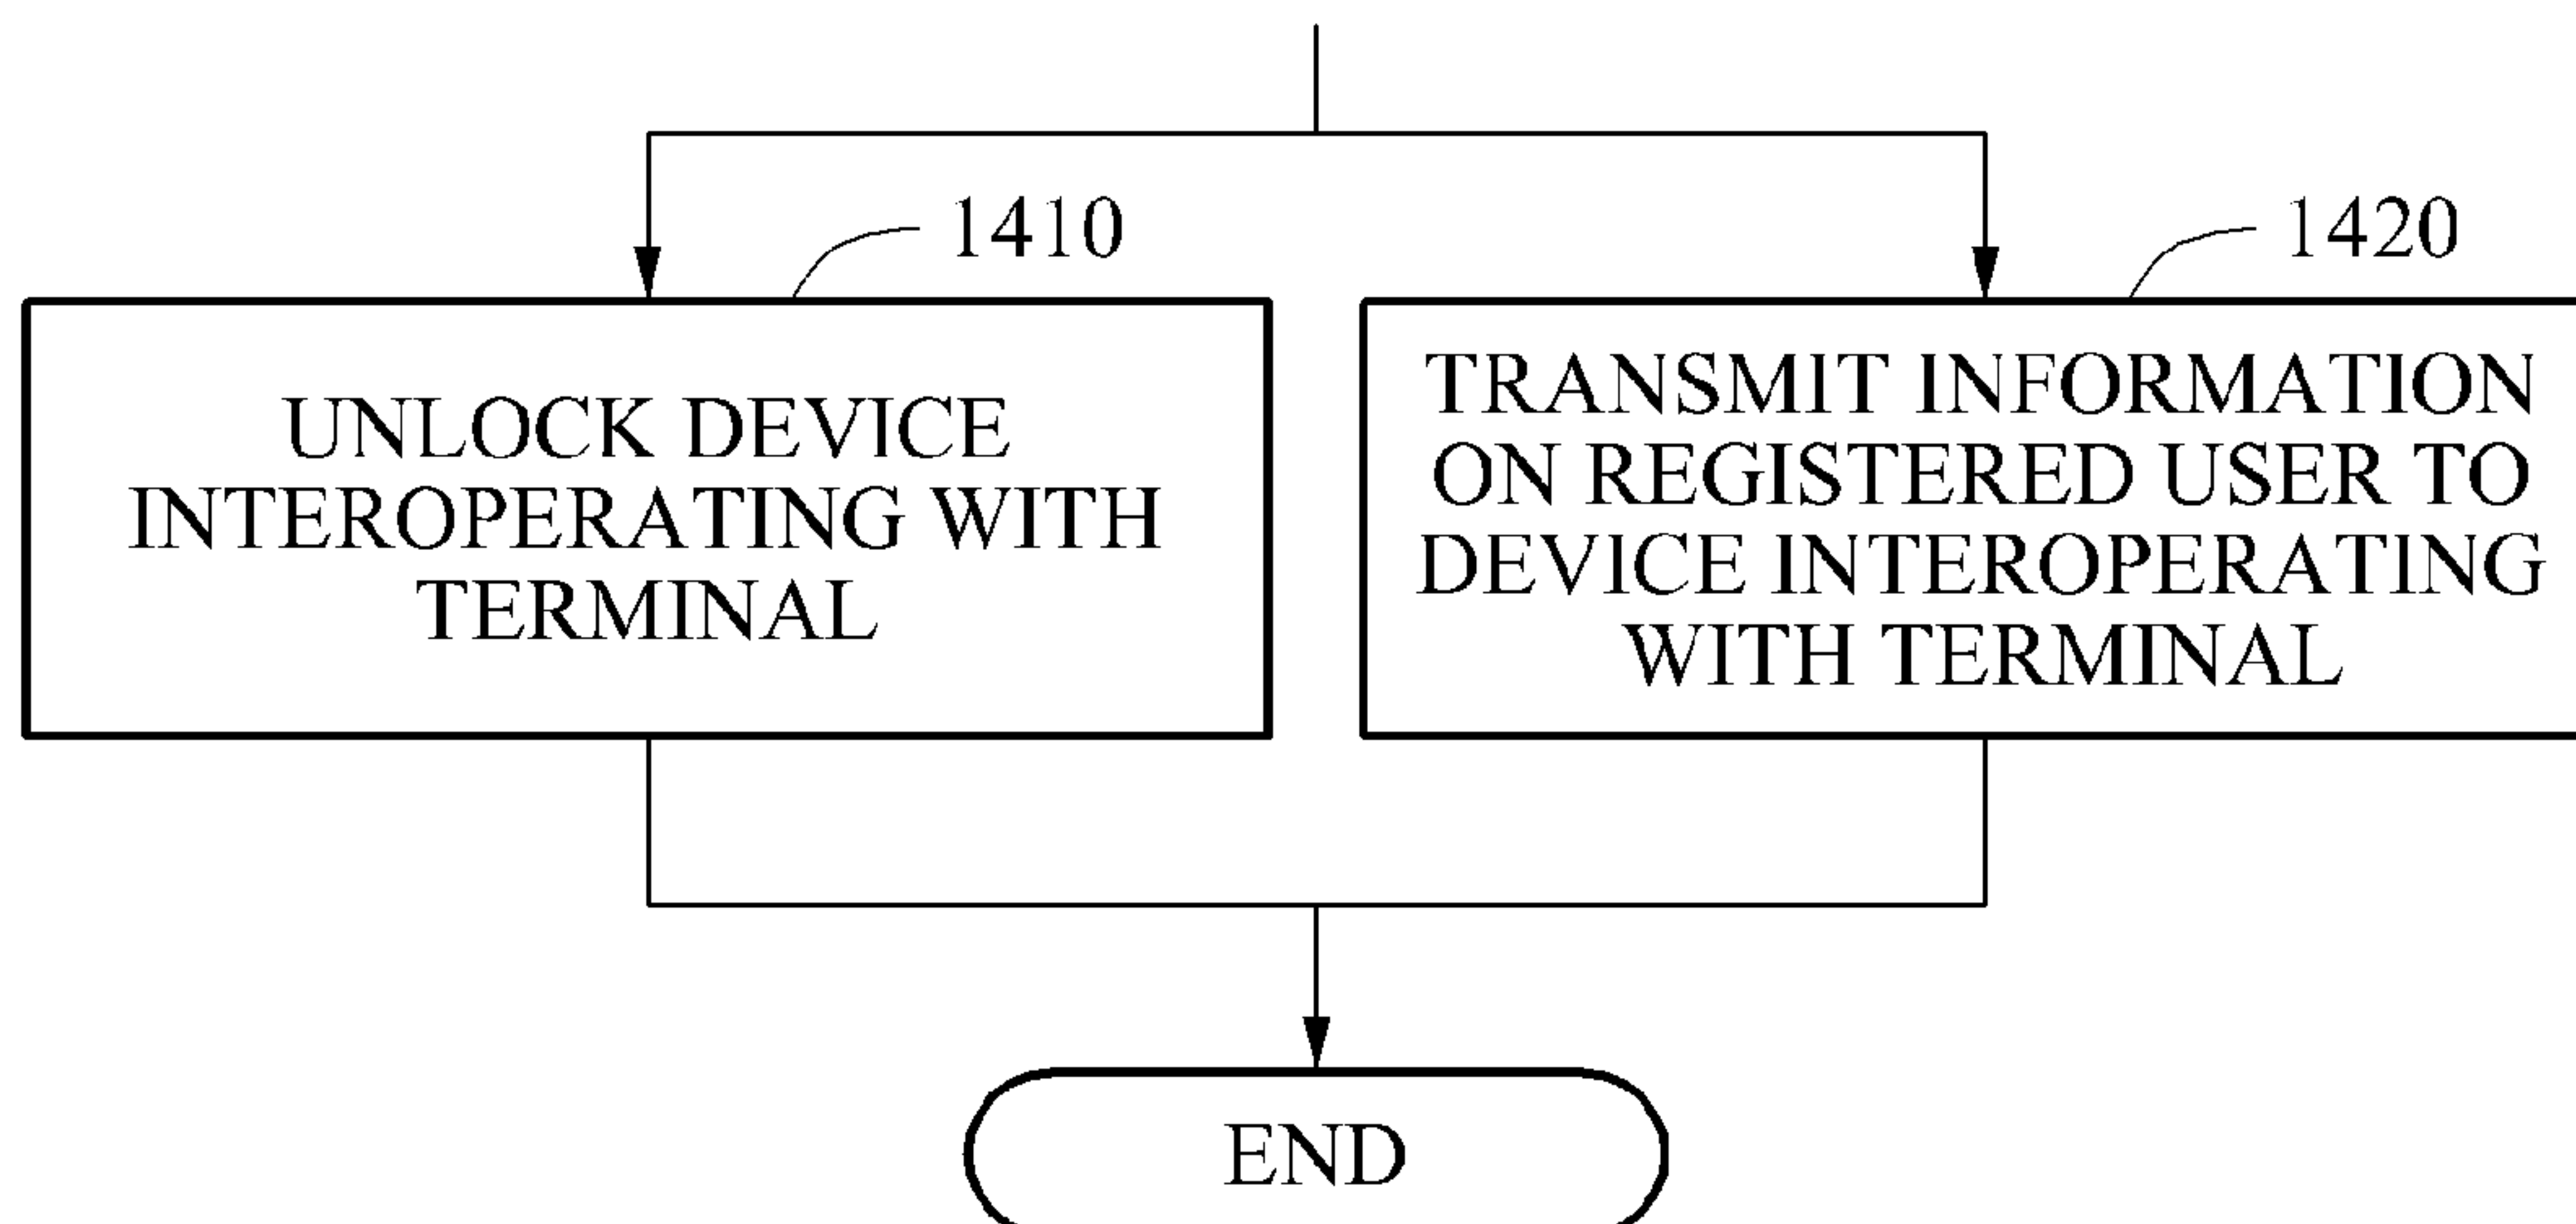 1410
UNLOCK DEVICE
INTEROPERATING WITH
TERMINAL
1420
TRANSMIT INFORMATION
ON REGISTERED USER TO
DEVICE INTEROPERATING
WITH TERMINAL
END